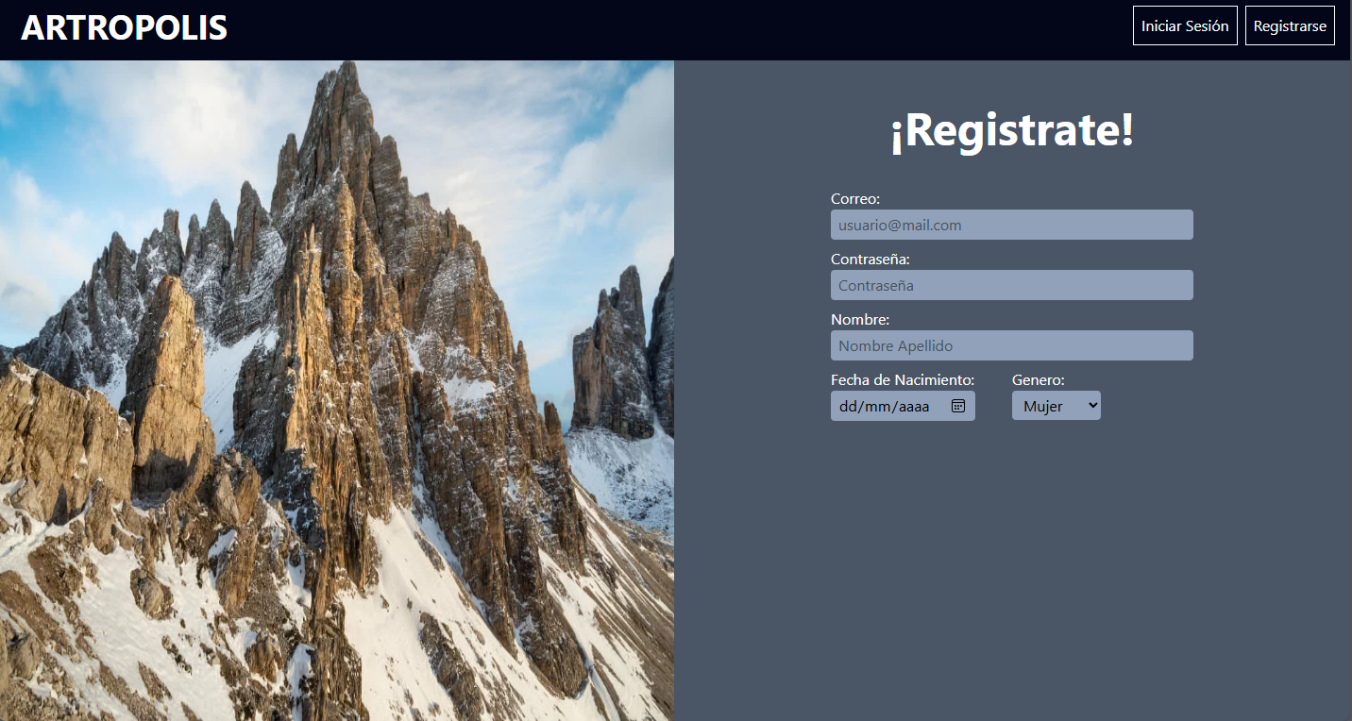 ARTROPOLIS
Iniciar Sesión
Registrarse
¡Registrate!
Correo:
usuario@mail.com
Contraseña:
Contraseña
Nombre:
Nombre Apellido
Fecha de Nacimiento: Genero:
dd/mm/aaaa Mujer